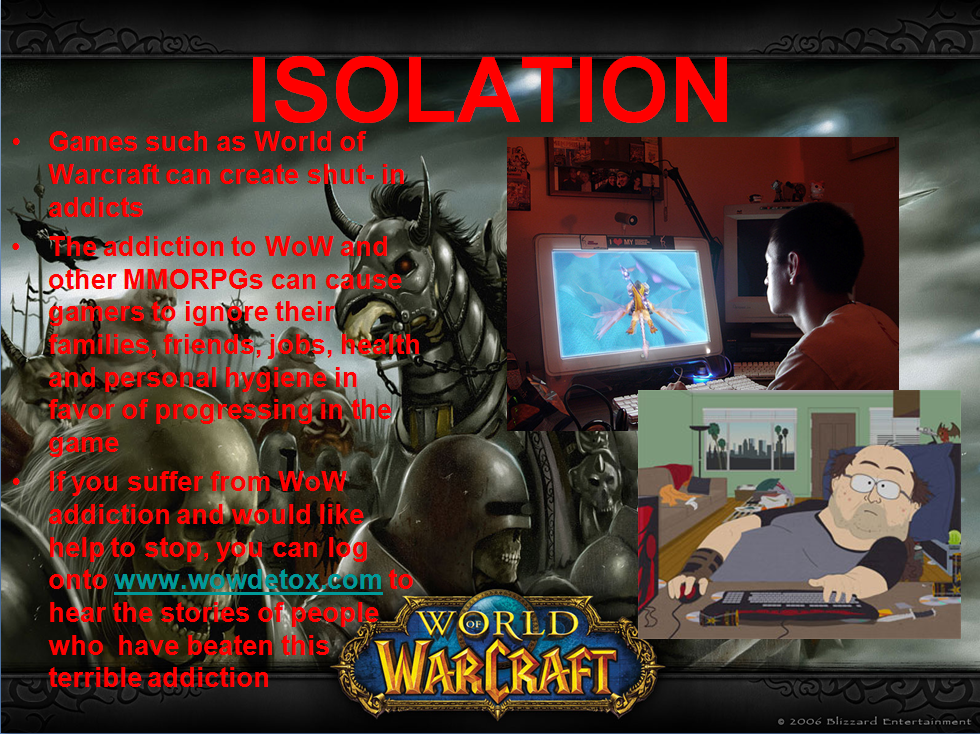 ISOLATION
• Games such as World of
Warcraft can create shut- in
addicts
• The addiction to WoW and
other MMORPGs can cause
gamers to ignore their
families, friends, jobs, health
and personal hygiene in
favor of progressing in the
game
• If you suffer from WoW
addiction and would like
help to stop, you can log
onto www.wowdetox.com to
hear the stories of people
who  have beaten this
terrible addiction
I MY
WORLD
OF
WARCRAFT
© 2006 Blizzard Entertainment